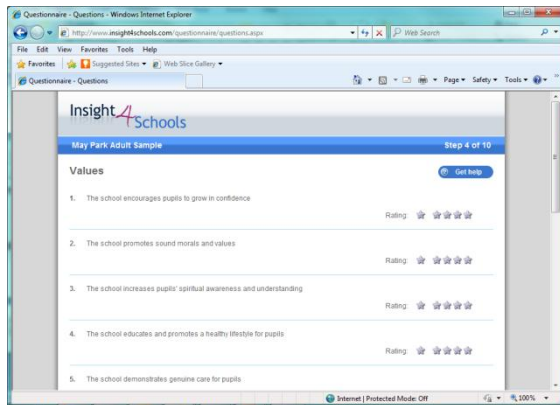 Questionnaire - Questions - Windows Internet Explorer
http://www.insight4schools.com/questionnaire/questions.aspx
Web Search
File Edit View Favorites Tools Help
Favorites Suggested Sites Web Slice Gallery
Questionnaire - Questions Page Safety Tools
Insight 4 Schools
May Park Adult Sample Step 4 of 10
Values Get help
1. The school encourages pupils to grow in confidence
Rating:
2. The school promotes sound morals and values
Rating:
3. The school increases pupils' spiritual awareness and understanding
Rating:
4. The school educates and promotes a healthy lifestyle for pupils
Rating:
5. The school demonstrates genuine care for pupils
Internet | Protected Mode: Off 100%